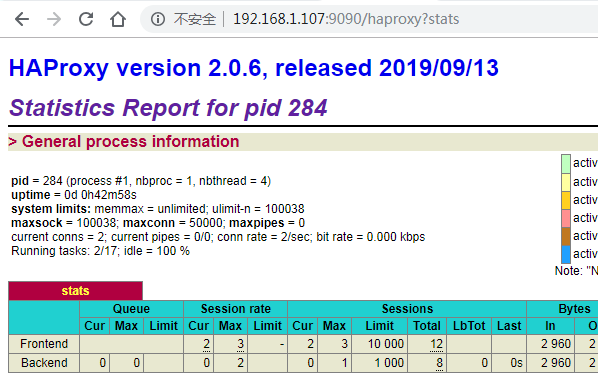 不安全 192.168.1.107:9090/haproxy?stats
HAProxy version 2.0.6, released 2019/09/13
Statistics Report for pid 284
> General process information
pid = 284 (process #1, nbproc = 1, nbthread = 4)
uptime = 0d 0h42m58s
system limits: memmax = unlimited; ulimit-n = 100038
maxsock = 100038; maxconn = 50000; maxpipes = 0
current conns = 2; current pipes = 0/0; conn rate = 2/sec; bit rate = 0.000 kbps
Running tasks: 2/17; idle = 100 %
activ
activ
activ
activ
activ
activ
Note: "N
stats
Queue Session rate Sessions Bytes
Cur Max Limit Cur Max Limit Cur Max Limit Total LbTot Last In O
Frontend 2 3 - 2 3 10 000 12 2 960 2
Backend 0 0 0 2 0 1 1 000 8 0 0s 2 960 2